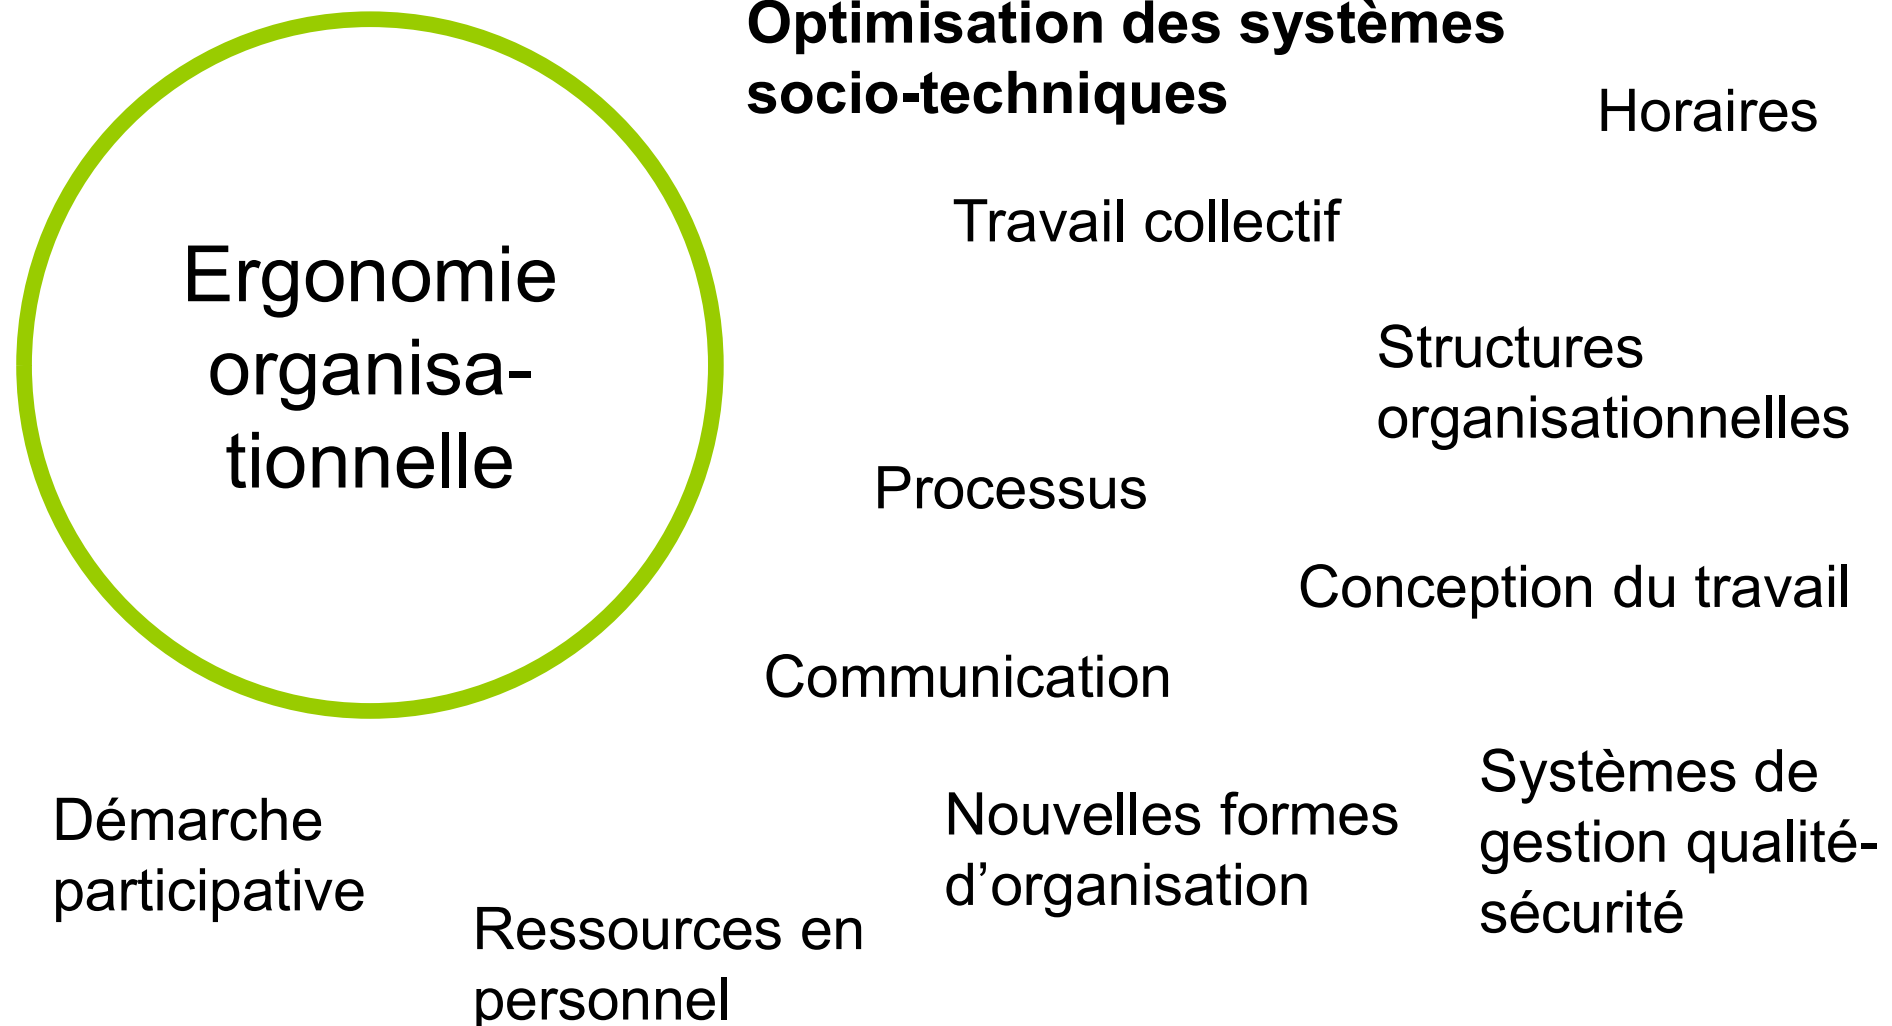 Optimisation des systèmes
socio-techniques
Horaires
Travail collectif
Ergonomie
organisa-
tionnelle
Structures
organisationnelles
Processus
Conception du travail
Communication
Systèmes de
gestion qualité-
sécurité
Nouvelles formes
d’organisation
Démarche
participative
Ressources en
personnel